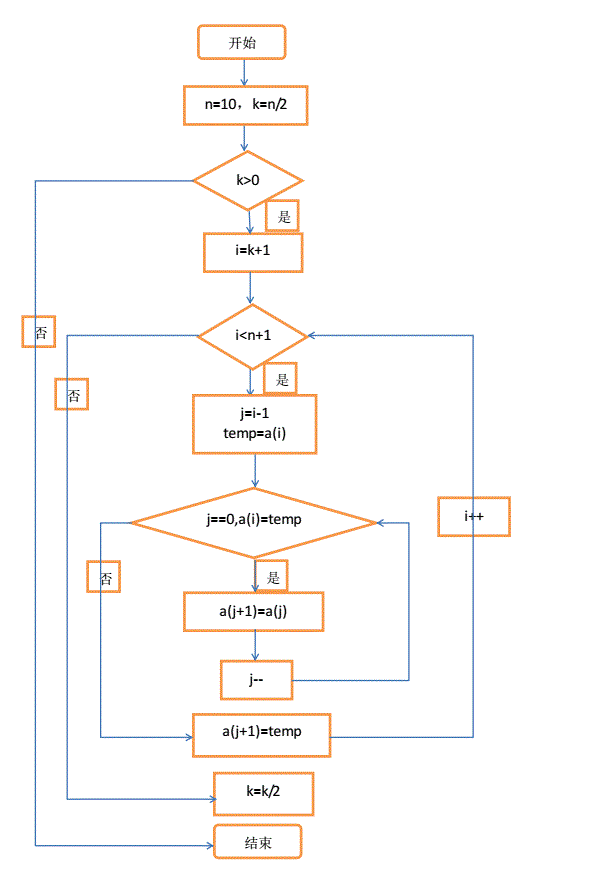 开始
n=10，k=n/2
k>0
是
i=k+1
否
i<n+1
是
否
j=i-1
temp=a(i)
j==0,a(i)=temp
i++
否
是
a(j+1)=a(j)
j--
a(j+1)=temp
k=k/2
结束